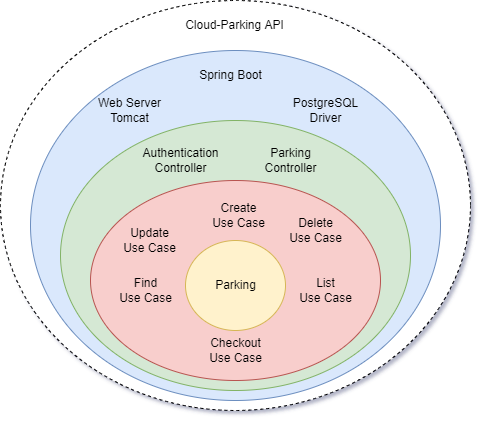 Cloud-Parking API
Spring Boot
Web Server
Tomcat
PostgreSQL
Driver
Authentication
Controller
Parking
Controller
Create
Use Case
Update
Use Case
Delete
Use Case
Find
Use Case
Parking
List
Use Case
Checkout
Use Case